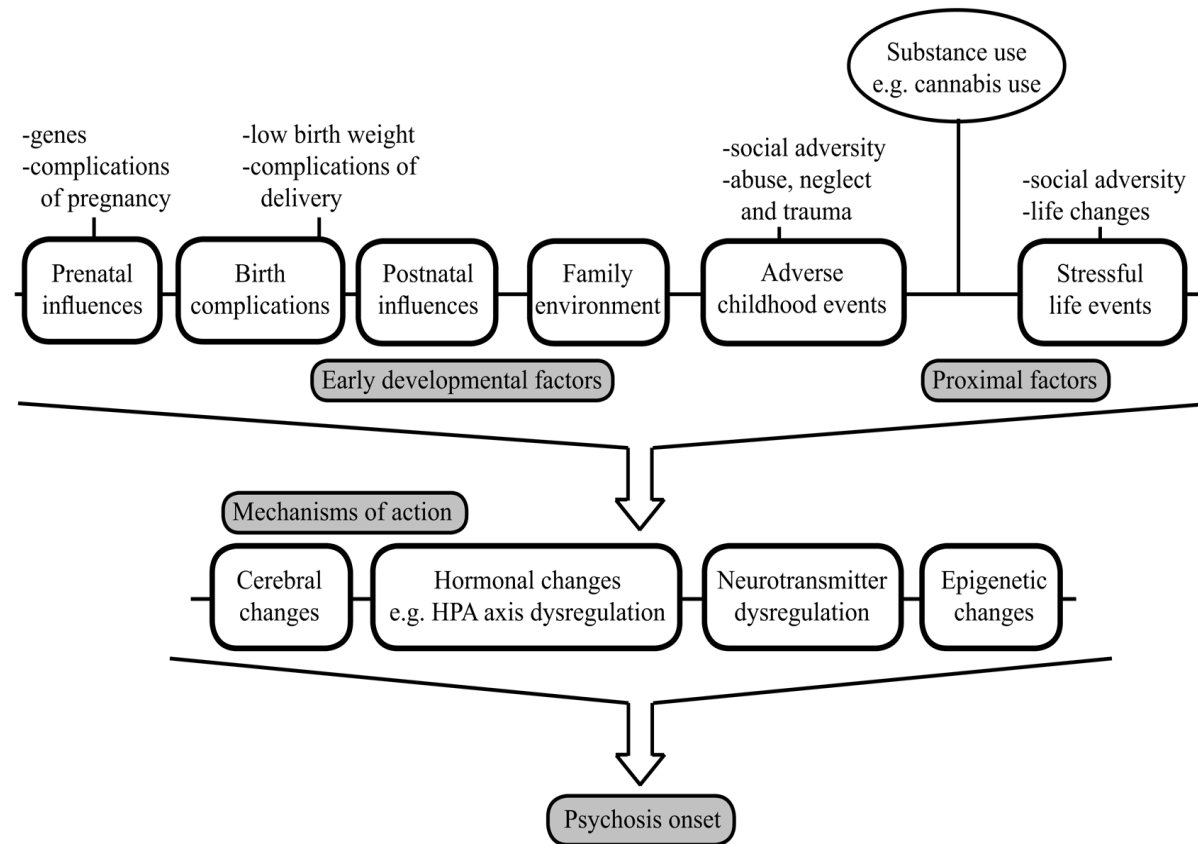 Substance use
e.g. cannabis use
-genes
-complications
of pregnancy
-low birth weight
-complications of
delivery
-social adversity
-abuse, neglect
and trauma
-social adversity
-life changes
Prenatal
influences
Birth
complications
Postnatal
influences
Family
environment
Adverse
childhood events
Stressful
life events
Early developmental factors
Proximal factors
Mechanisms of action
Cerebral
changes
Hormonal changes
e.g. HPA axis dysregulation
Neurotransmitter
dysregulation
Epigenetic
changes
Psychosis onset